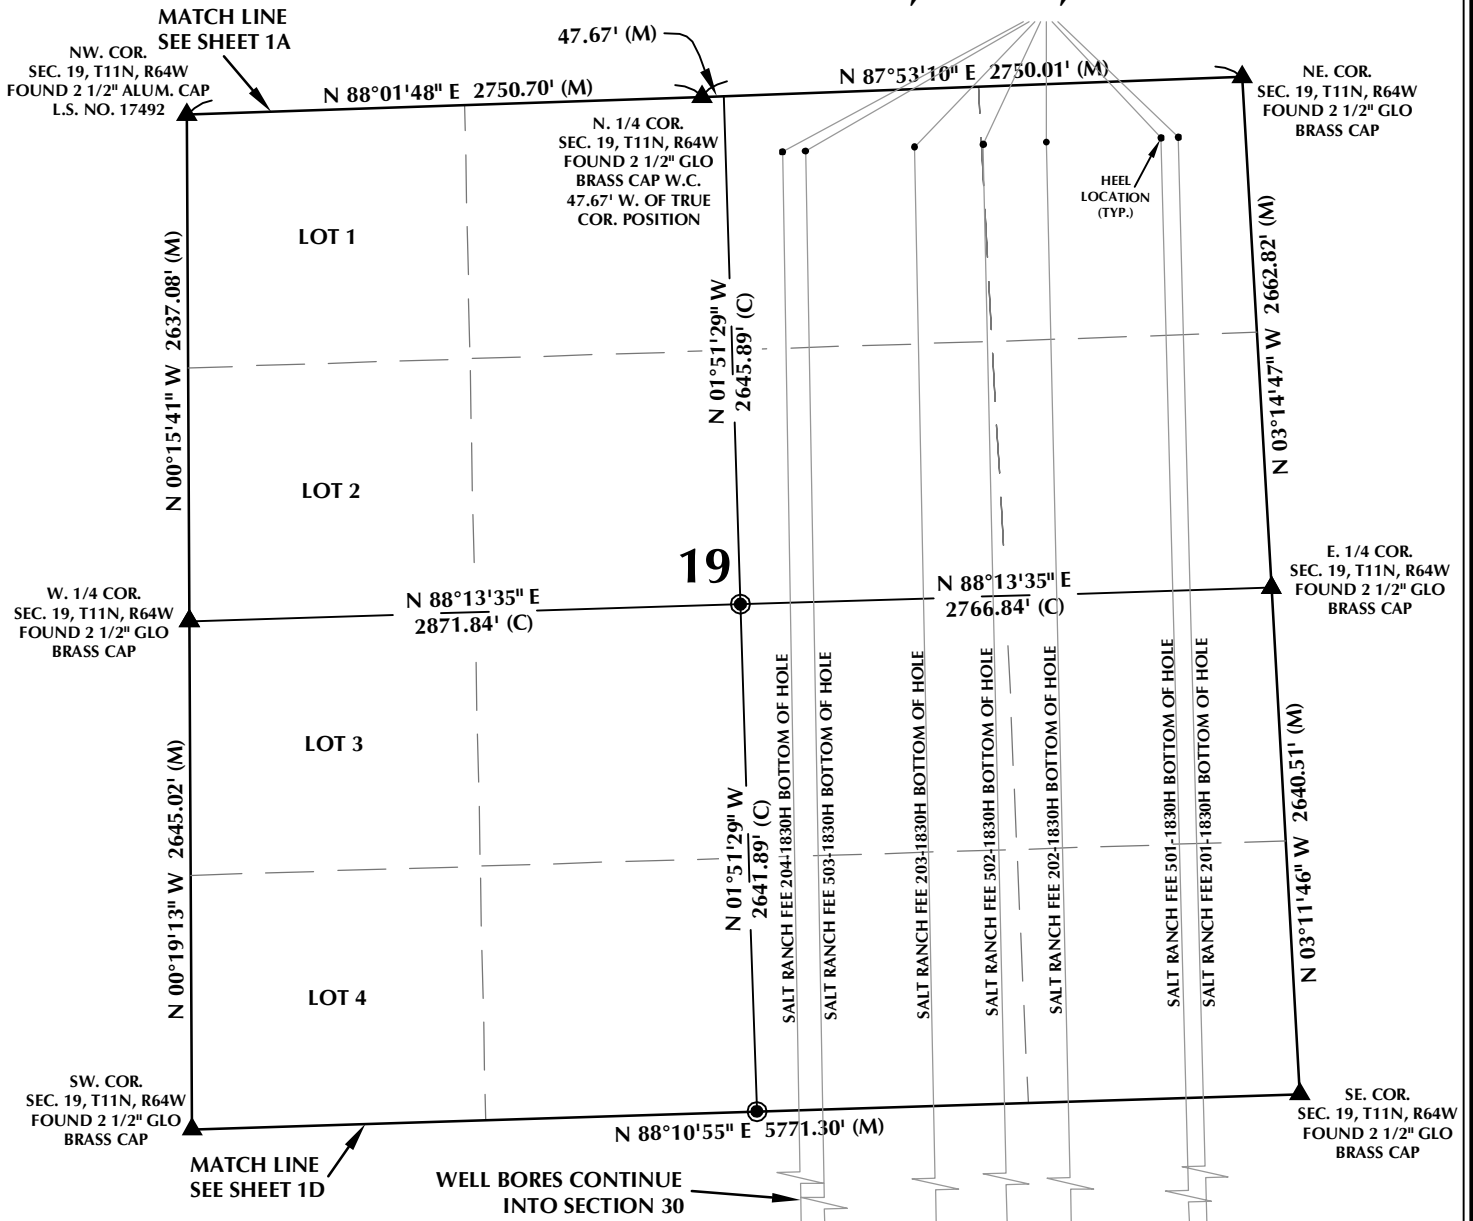 MATCH LINE
SEE SHEET 1A
NW. COR.
SEC. 19, T11N, R64W
FOUND 2 1/2" ALUM. CAP
L.S. NO. 17492
47.67' (M)
N 88°01'48" E 2750.70' (M)
N 87°53'10" E 2750.01' (M)
NE. COR.
SEC. 19, T11N, R64W
FOUND 2 1/2" GLO
BRASS CAP
N. 1/4 COR.
SEC. 19, T11N, R64W
FOUND 2 1/2" GLO
BRASS CAP W.C.
47.67' W. OF TRUE
COR. POSITION
HEEL
LOCATION
(TYP.)
LOT 1
N 00°15'41" W 2637.08' (M)
N 01°51'29" W
2645.89' (C)
N 03°14'47" W 2662.82' (M)
LOT 2
19
W. 1/4 COR.
SEC. 19, T11N, R64W
FOUND 2 1/2" GLO
BRASS CAP
N 88°13'35" E
2871.84' (C)
N 88°13'35" E
2766.84' (C)
E. 1/4 COR.
SEC. 19, T11N, R64W
FOUND 2 1/2" GLO
BRASS CAP
LOT 3
N 00°19'13" W 2645.02' (M)
N 01°51'29" W
2641.89' (C)
SALT RANCH FEE 204-1830H BOTTOM OF HOLE
SALT RANCH FEE 503-1830H BOTTOM OF HOLE
SALT RANCH FEE 203-1830H BOTTOM OF HOLE
SALT RANCH FEE 502-1830H BOTTOM OF HOLE
SALT RANCH FEE 202-1830H BOTTOM OF HOLE
SALT RANCH FEE 501-1830H BOTTOM OF HOLE
SALT RANCH FEE 201-1830H BOTTOM OF HOLE
N 03°11'46" W 2640.51' (M)
LOT 4
SW. COR.
SEC. 19, T11N, R64W
FOUND 2 1/2" GLO
BRASS CAP
N 88°10'55" E 5771.30' (M)
SE. COR.
SEC. 19, T11N, R64W
FOUND 2 1/2" GLO
BRASS CAP
MATCH LINE
SEE SHEET 1D
WELL BORES CONTINUE
INTO SECTION 30